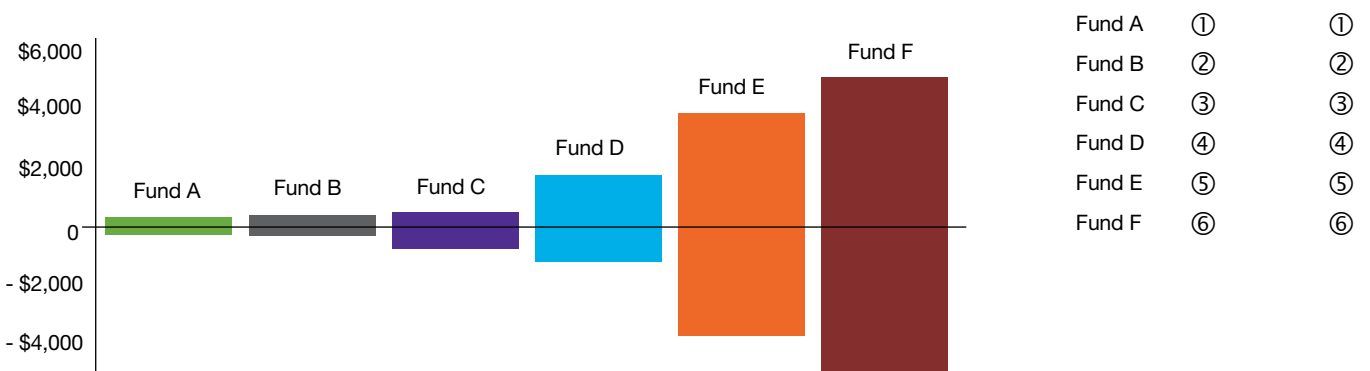 $6,000
$4,000
$2,000
0
- $2,000
- $4,000
Fund A
Fund B
Fund C
Fund D
Fund E
Fund F
Fund A ① ①
Fund B ② ②
Fund C ③ ③
Fund D ④ ④
Fund E ⑤ ⑤
Fund F ⑥ ⑥